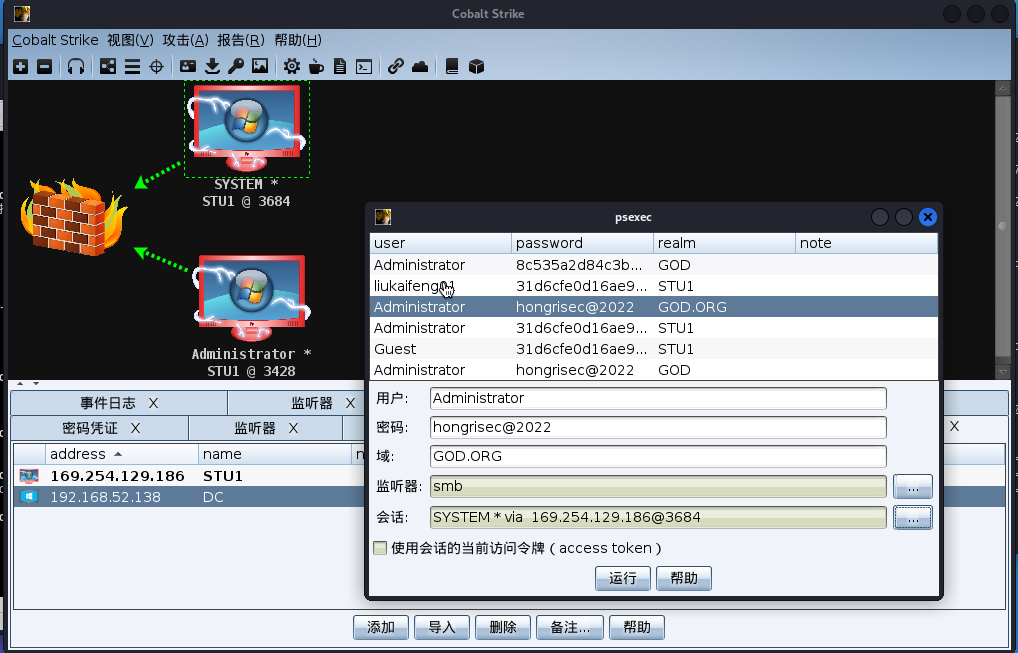 Cobalt Strike
Cobalt Strike 视图(V) 攻击(A) 报告(R) 帮助(H)
SYSTEM *
STU1 @ 3684
Administrator *
STU1 @ 3428
事件日志 X 监听器 X
密码凭证 X 监听器 X X
address name n
169.254.129.186 STU1
192.168.52.138 DC
添加 导入 删除 备注... 帮助
psexec
user password realm note
Administrator 8c535a2d84c3b... GOD
31d6cfe0d16ae9... STU1
Administrator hongrisec@2022 GOD.ORG
Administrator 31d6cfe0d16ae9... STU1
Guest 31d6cfe0d16ae9... STU1
Administrator hongrisec@2022 GOD
用户: Administrator
密码: hongrisec@2022
域: GOD.ORG
监听器: smb ...
会话: SYSTEM * via 169.254.129.186@3684 ...
使用会话的当前访问令牌 ( access token )
运行 帮助